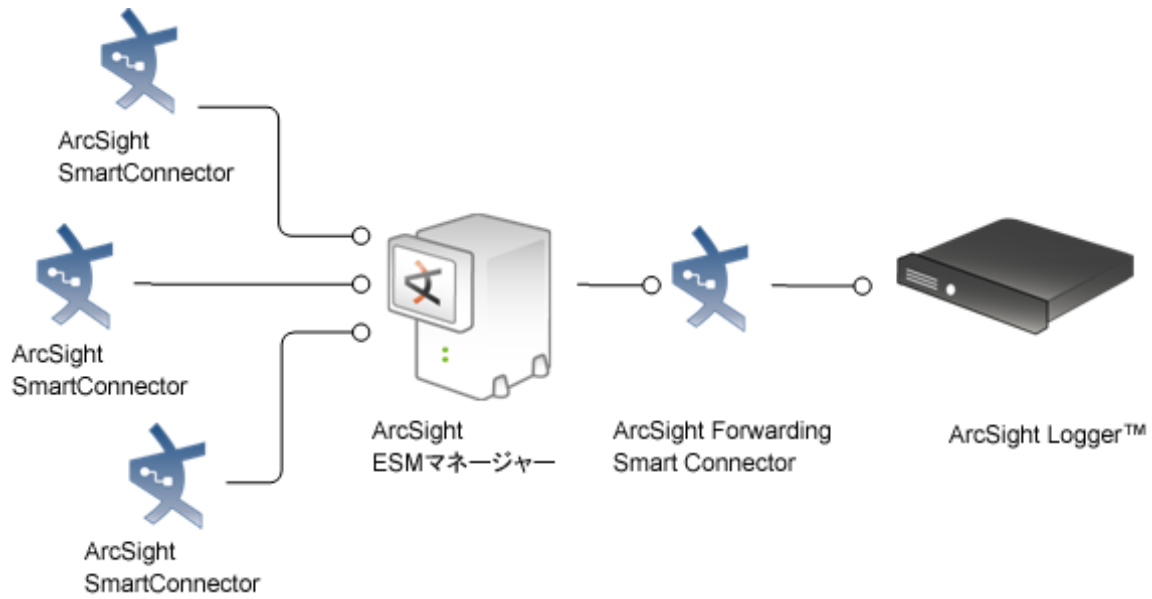 ArcSight
SmartConnector
ArcSight
SmartConnector
ArcSight
SmartConnector
ArcSight
ESMマネージャー
ArcSight Forwarding
Smart Connector
ArcSight Logger™